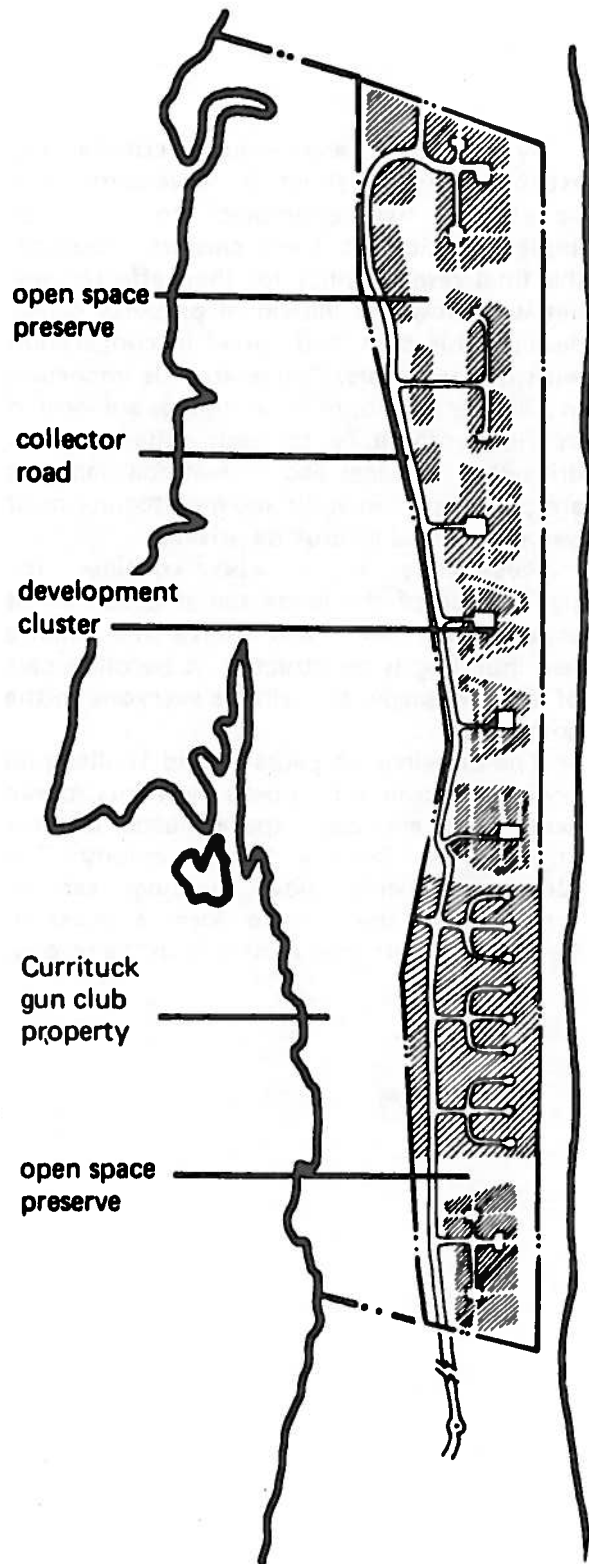 open space
preserve
collector
road
development
cluster
Currituck
gun club
property
open space
preserve